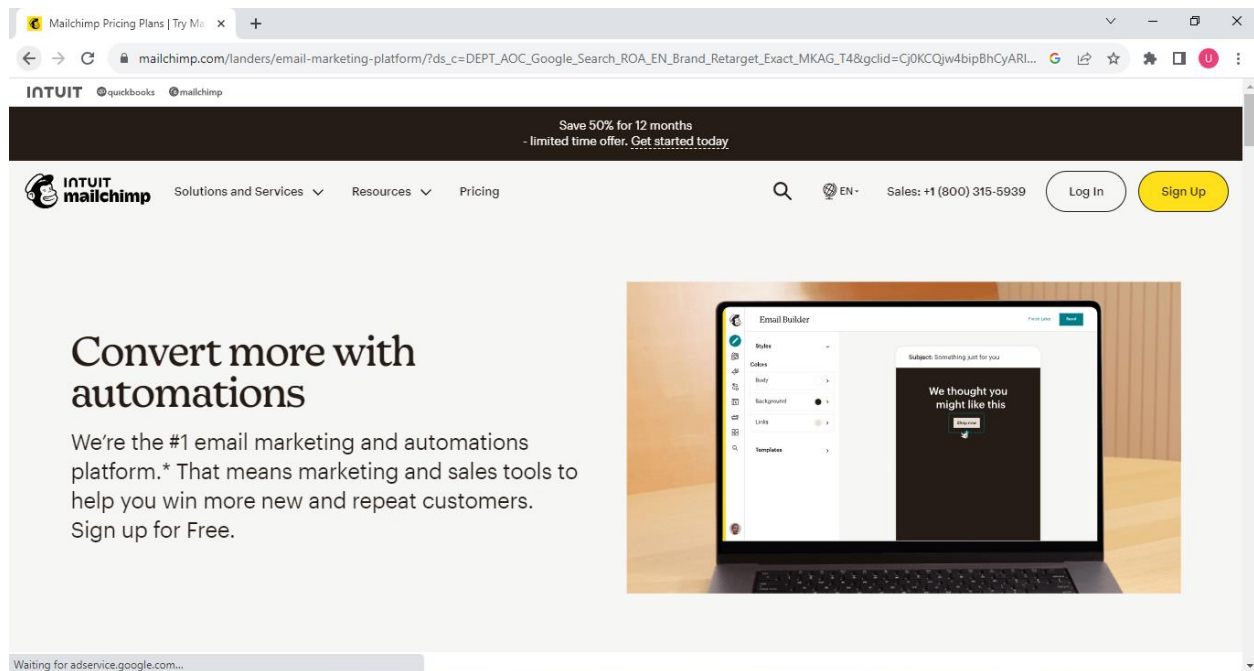 Mailchimp Pricing Plans | Try Ma
mailchimp.com/landers/email-marketing-platform/?ds_c=DEPT_AOC_Google_Search_ROA_EN_Brand_Retarget_Exact_MKAG_T4&gclid=Cj0KCQjw4bipBhCyARI...
U
INTUIT quickbooks mailchimp
Save 50% for 12 months
- limited time offer. Get started today
INTUIT
mailchimp
Solutions and Services Resources Pricing EN Sales: +1 (800) 315-5939 Log In Sign Up
Convert more with
automations
We're the #1 email marketing and automations
platform.* That means marketing and sales tools to
help you win more new and repeat customers.
Sign up for Free.
Email Builder
Finish later Send
Styles
Colors
Body
Background
Links
Templates
Subject: Something just for you
We thought you
might like this
Shop now
Waiting for adservice.google.com...